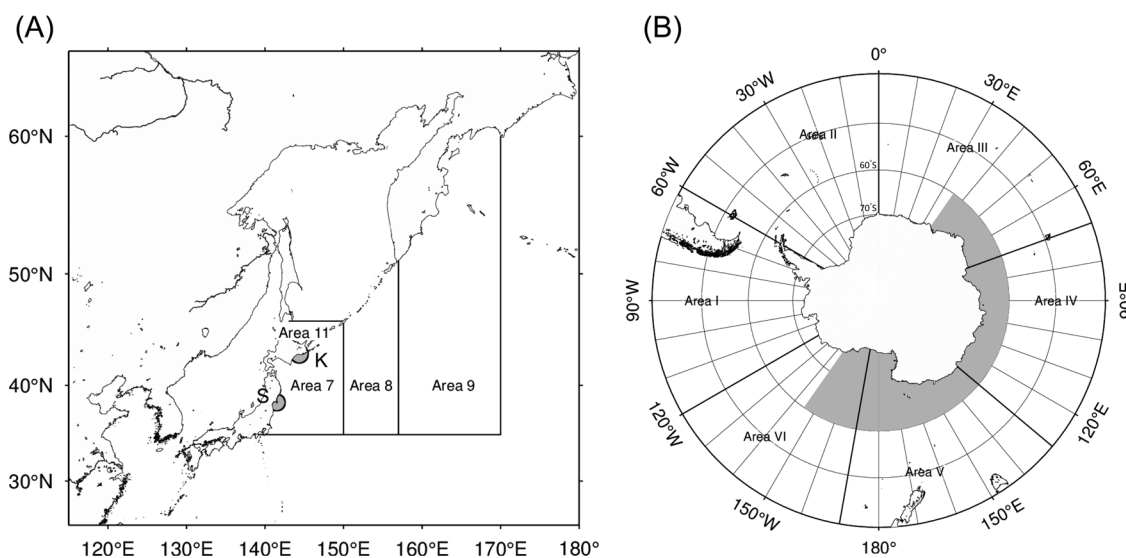 (A)
60°N
50°N
40°N
30°N
120°E
130°E
140°E
150°E
160°E
170°E
180°
Area 11
K
Area 7
Area 8
Area 9
S
(B)
0°
30°W
30°E
60°W
60°E
90°W
90°E
120°W
120°E
150°W
150°E
180°
Area II
Area III
60°S
70°S
Area I
Area IV
Area VI
Area V